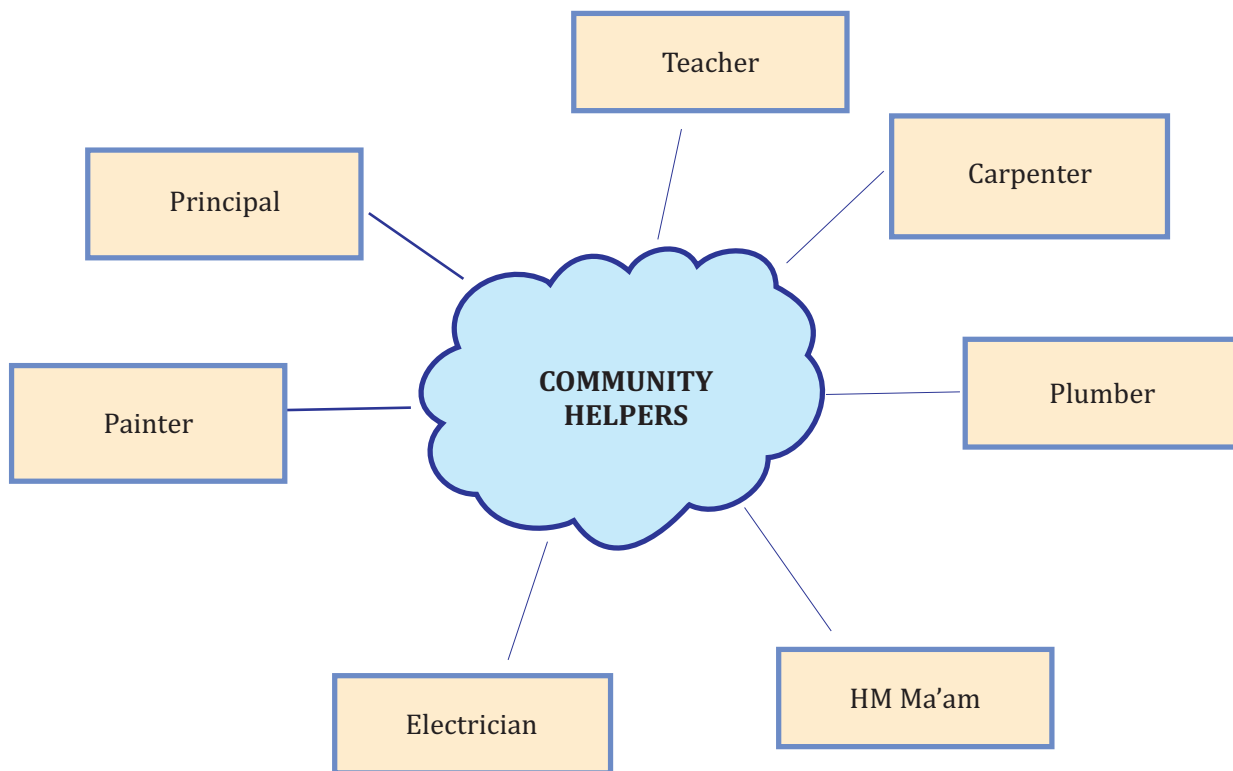 Teacher
Carpenter
Principal
COMMUNITY
HELPERS
Plumber
Painter
HM Ma’am
Electrician